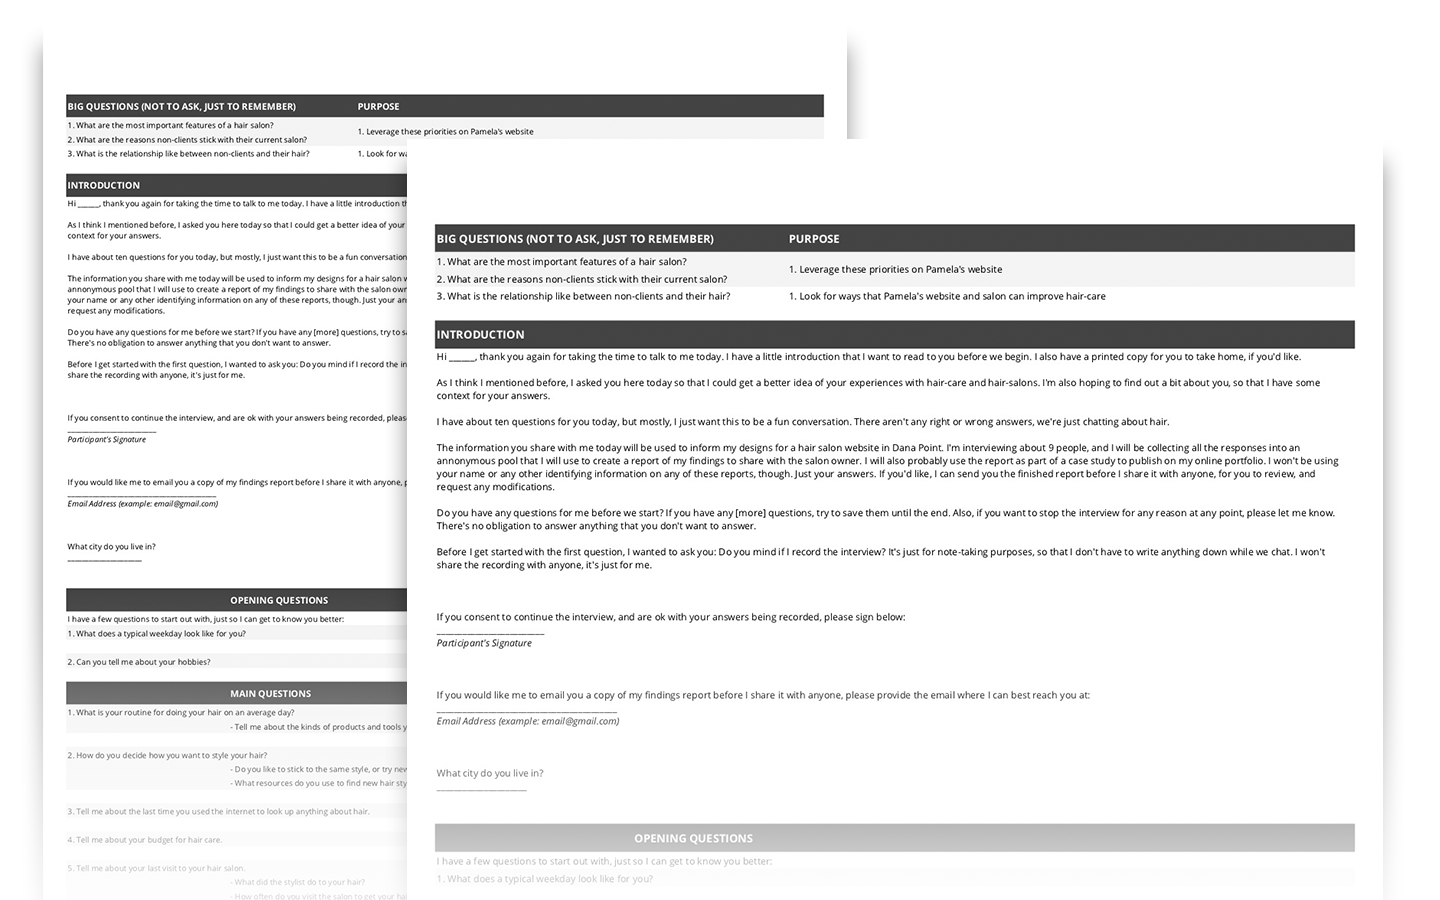 BIG QUESTIONS (NOT TO ASK, JUST TO REMEMBER) PURPOSE
1. What are the most important features of a hair salon?
1. Leverage these priorities on Pamela's website
2. What are the reasons non-clients stick with their current salon?
3. What is the relationship like between non-clients and their hair? 1. Look for wa
INTRODUCTION
Hi ______, thank you again for taking the time to talk to me today. I have a little introduction th
As I think I mentioned before, I asked you here today so that I could get a better idea of your
context for your answers.
I have about ten questions for you today, but mostly, I just want this to be a fun conversation
The information you share with me today will be used to inform my designs for a hair salon w
annonymous pool that I will use to create a report of my findings to share with the salon own
your name or any other identifying information on any of these reports, though. Just your an
request any modifications.
Do you have any questions for me before we start? If you have any [more] questions, try to sa
There's no obligation to answer anything that you don't want to answer.
Before I get started with the first question, I wanted to ask you: Do you mind if I record the in
share the recording with anyone, it's just for me.
If you consent to continue the interview, and are ok with your answers being recorded, pleas
Participant's Signature
If you would like me to email you a copy of my findings report before I share it with anyone, p
Email Address (example: email@gmail.com)
What city do you live in?
OPENING QUESTIONS
I have a few questions to start out with, just so I can get to know you better:
1. What does a typical weekday look like for you?
2. Can you tell me about your hobbies?
MAIN QUESTIONS
1. What is your routine for doing your hair on an average day?
- Tell me about the kinds of products and tools y
2. How do you decide how you want to style your hair?
- Do you like to stick to the same style, or try new
- What resources do you use to find new hair sty
3. Tell me about the last time you used the internet to look up anything about hair.
4. Tell me about your budget for hair care.
5. Tell me about your last visit to your hair salon.
- What did the stylist do to your hair?
- How often do you visit the salon to get your hai
BIG QUESTIONS (NOT TO ASK, JUST TO REMEMBER) PURPOSE
1. What are the most important features of a hair salon?
1. Leverage these priorities on Pamela's website
2. What are the reasons non-clients stick with their current salon?
3. What is the relationship like between non-clients and their hair? 1. Look for ways that Pamela's website and salon can improve hair-care
INTRODUCTION
Hi ______, thank you again for taking the time to talk to me today. I have a little introduction that I want to read to you before we begin. I also have a printed copy for you to take home, if you'd like.
As I think I mentioned before, I asked you here today so that I could get a better idea of your experiences with hair-care and hair-salons. I'm also hoping to find out a bit about you, so that I have some
context for your answers.
I have about ten questions for you today, but mostly, I just want this to be a fun conversation. There aren't any right or wrong answers, we're just chatting about hair.
The information you share with me today will be used to inform my designs for a hair salon website in Dana Point. I'm interviewing about 9 people, and I will be collecting all the responses into an
annonymous pool that I will use to create a report of my findings to share with the salon owner. I will also probably use the report as part of a case study to publish on my online portfolio. I won't be using
your name or any other identifying information on any of these reports, though. Just your answers. If you'd like, I can send you the finished report before I share it with anyone, for you to review, and
request any modifications.
Do you have any questions for me before we start? If you have any [more] questions, try to save them until the end. Also, if you want to stop the interview for any reason at any point, please let me know.
There's no obligation to answer anything that you don't want to answer.
Before I get started with the first question, I wanted to ask you: Do you mind if I record the interview? It's just for note-taking purposes, so that I don't have to write anything down while we chat. I won't
share the recording with anyone, it's just for me.
If you consent to continue the interview, and are ok with your answers being recorded, please sign below:
Participant's Signature
If you would like me to email you a copy of my findings report before I share it with anyone, please provide the email where I can best reach you at:
Email Address (example: email@gmail.com)
What city do you live in?
OPENING QUESTIONS
I have a few questions to start out with, just so I can get to know you better:
1. What does a typical weekday look like for you?